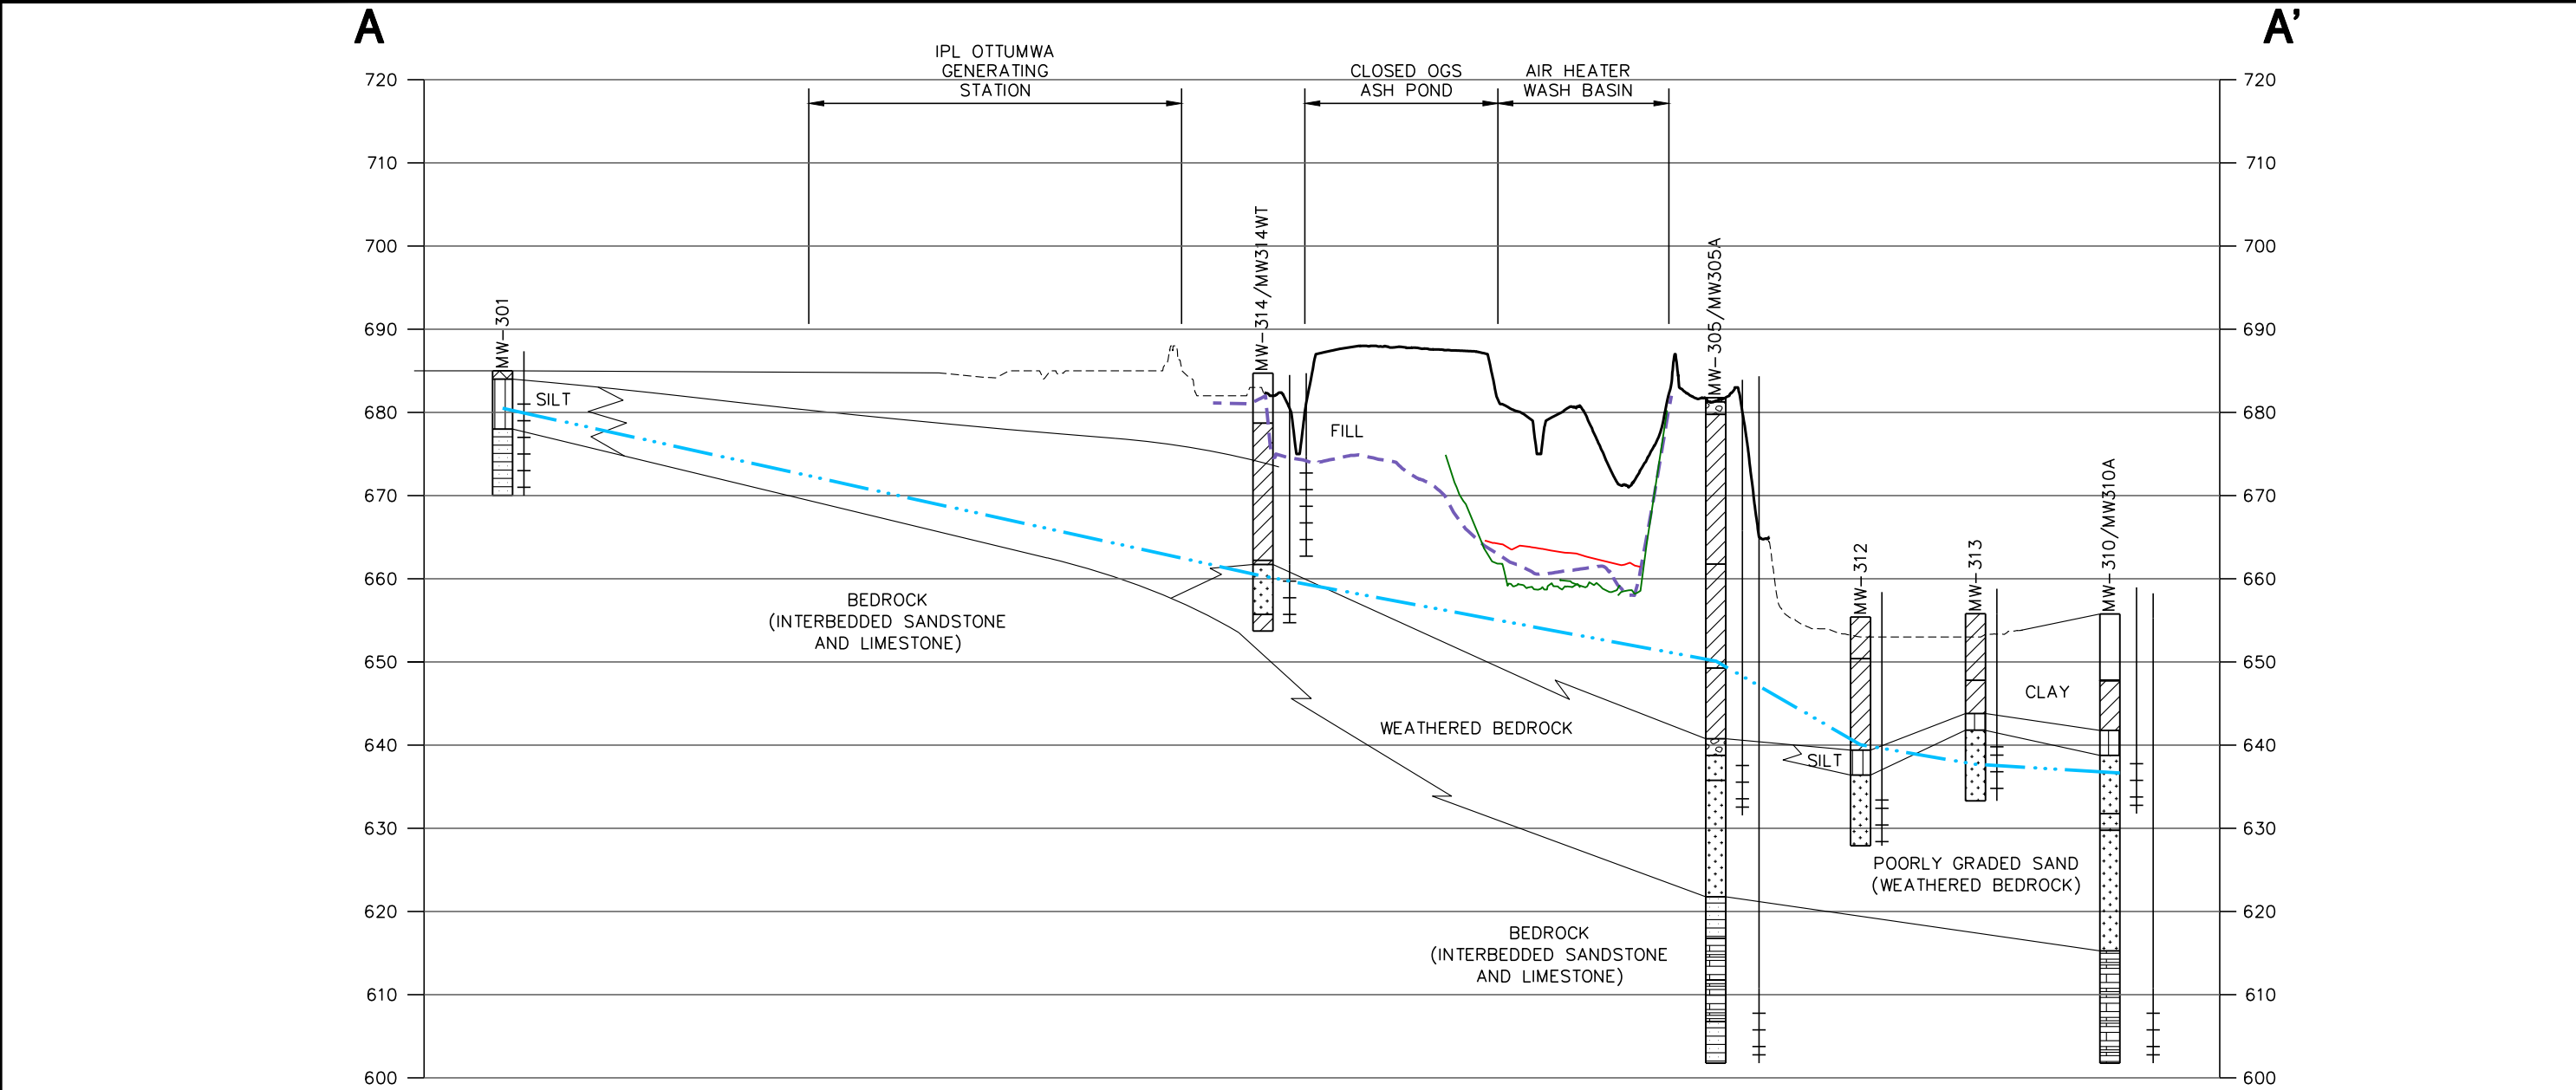 A
A’
IPL OTTUMWA
GENERATING
STATION
CLOSED OGS
ASH POND
AIR HEATER
WASH BASIN
720
720
710
710
700
700
690
690
680
680
670
670
660
660
650
650
640
640
630
630
620
620
610
610
600
600
MW-301
MW-314/MW314WT
MW-305/MW305A
MW-312
MW-313
MW-310/MW310A
SILT
FILL
BEDROCK
(INTERBEDDED SANDSTONE
AND LIMESTONE)
WEATHERED BEDROCK
CLAY
SILT
POORLY GRADED SAND
(WEATHERED BEDROCK)
BEDROCK
(INTERBEDDED SANDSTONE
AND LIMESTONE)